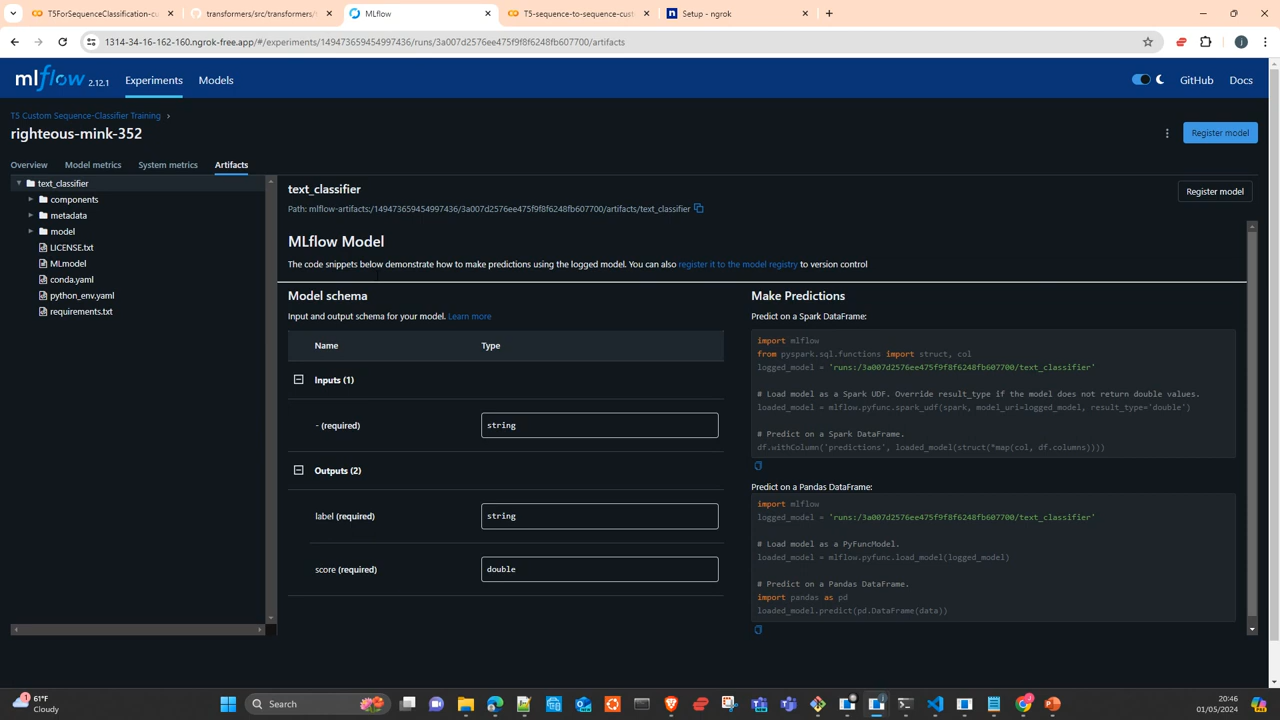 T5ForSequenceClassification-cu
transformers/src/transformers/
MLflow
T5-sequence-to-sequence-cust
Setup - ngrok
1314-34-16-162-160.ngrok-free.app/#/experiments/149473659454997436/runs/3a007d2576ee475f9f8f6248fb607700/artifacts
mlflow 2.12.1
Experiments
Models
GitHub
Docs
T5 Custom Sequence-Classifier Training
righteous-mink-352
Register model
Overview
Model metrics
System metrics
Artifacts
text_classifier
components
metadata
model
LICENSE.txt
MLmodel
conda.yaml
python_env.yaml
requirements.txt
text_classifier
Register model
Path: mlflow-artifacts:/149473659454997436/3a007d2576ee475f9f8f6248fb607700/artifacts/text_classifier
MLflow Model
The code snippets below demonstrate how to make predictions using the logged model. You can also register it to the model registry to version control
Model schema
Input and output schema for your model. Learn more
Name Type
Inputs (1)
- (required) string
Outputs (2)
label (required) string
score (required) double
Make Predictions
Predict on a Spark DataFrame:
import mlflow
from pyspark.sql.functions import struct, col
logged_model = 'runs:/3a007d2576ee475f9f8f6248fb607700/text_classifier'
# Load model as a Spark UDF. Override result_type if the model does not return double values.
loaded_model = mlflow.pyfunc.spark_udf(spark, model_uri=logged_model, result_type='double')
# Predict on a Spark DataFrame.
df.withColumn('predictions', loaded_model(struct(*map(col, df.columns))))
Predict on a Pandas DataFrame:
import mlflow
logged_model = 'runs:/3a007d2576ee475f9f8f6248fb607700/text_classifier'
# Load model as a PyFuncModel.
loaded_model = mlflow.pyfunc.load_model(logged_model)
# Predict on a Pandas DataFrame.
import pandas as pd
loaded_model.predict(pd.DataFrame(data))
1
61°F
Cloudy
Search
20:46
01/05/2024